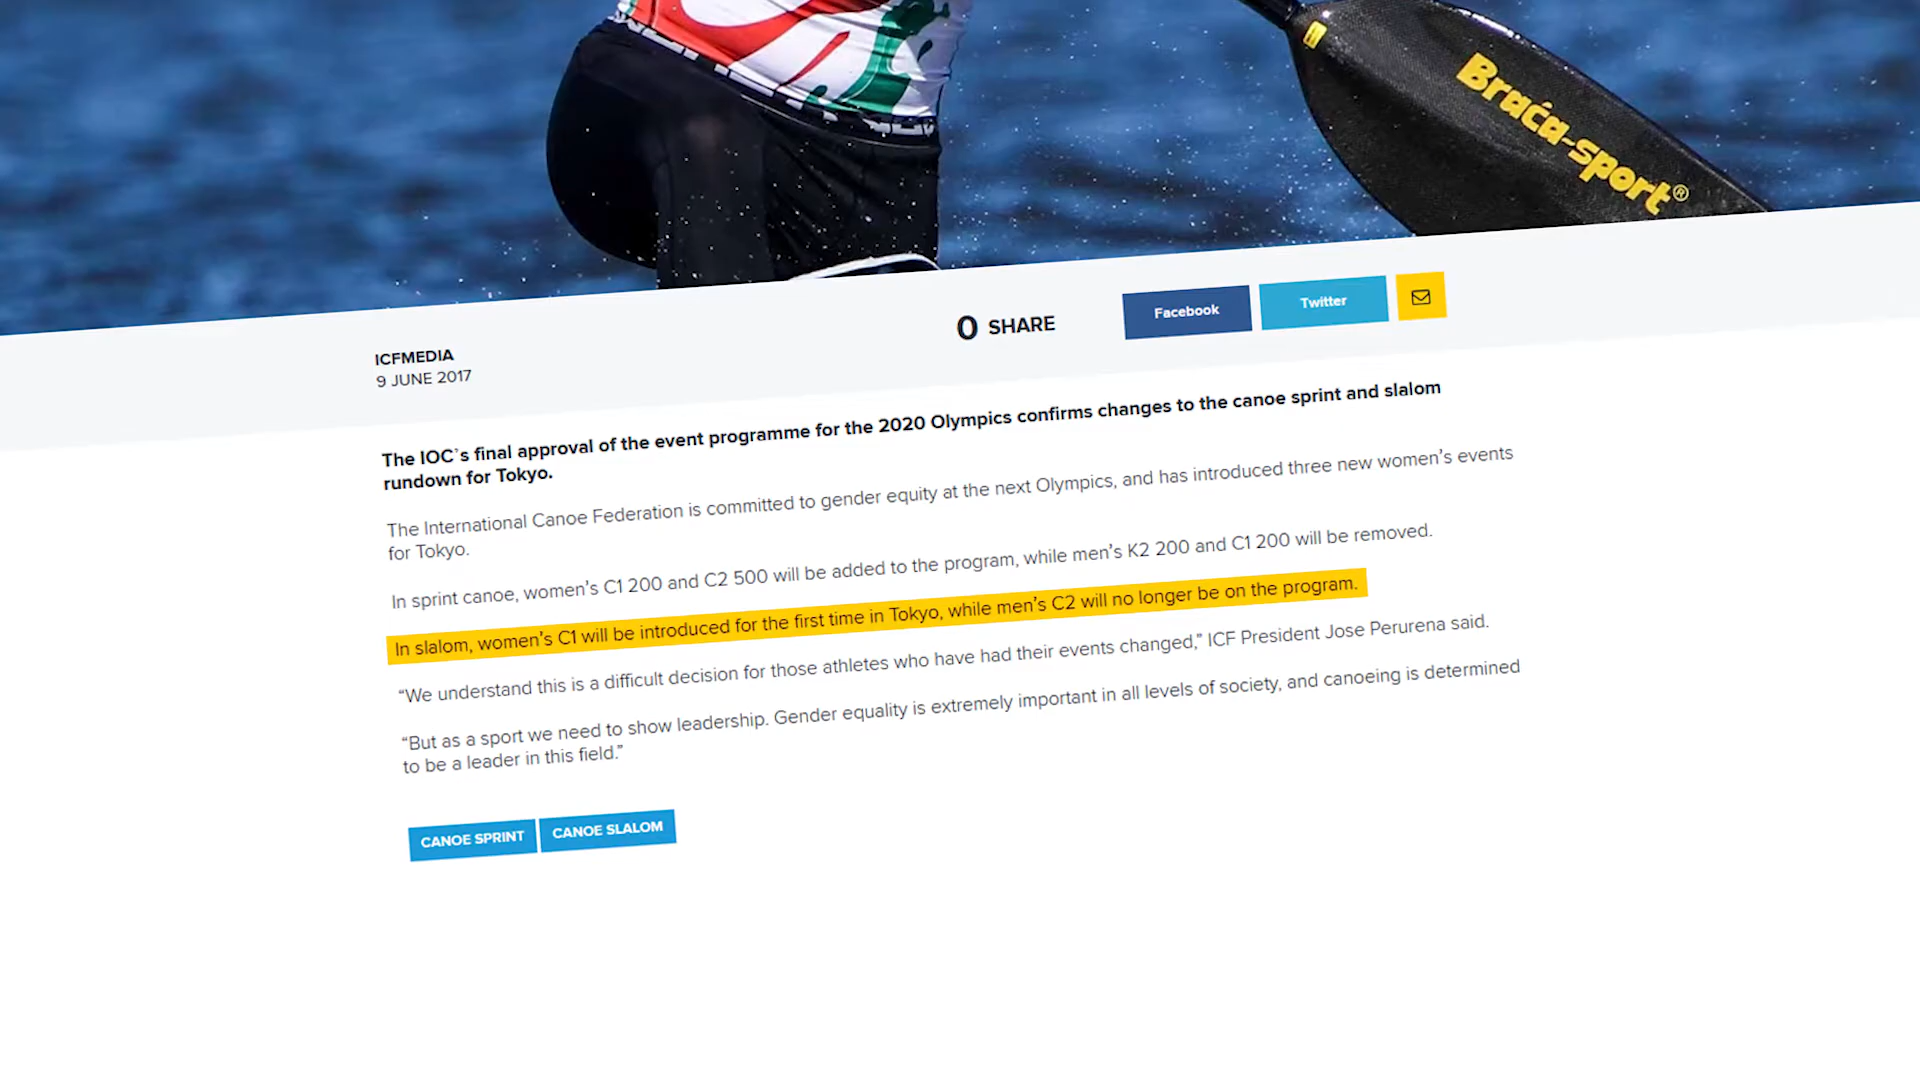 Braća-sport®
0 SHARE
Facebook
Twitter
ICFMEDIA
9 JUNE 2017
The IOC's final approval of the event programme for the 2020 Olympics confirms changes to the canoe sprint and slalom
rundown for Tokyo.
The International Canoe Federation is committed to gender equity at the next Olympics, and has introduced three new women's events
for Tokyo.
In sprint canoe, women's C1 200 and C2 500 will be added to the program, while men's K2 200 and C1 200 will be removed.
In slalom, women's C1 will be introduced for the first time in Tokyo, while men's C2 will no longer be on the program.
“We understand this is a difficult decision for those athletes who have had their events changed,” ICF President Jose Perurena said.
“But as a sport we need to show leadership. Gender equality is extremely important in all levels of society, and canoeing is determined
to be a leader in this field.”
CANOE SPRINT
CANOE SLALOM